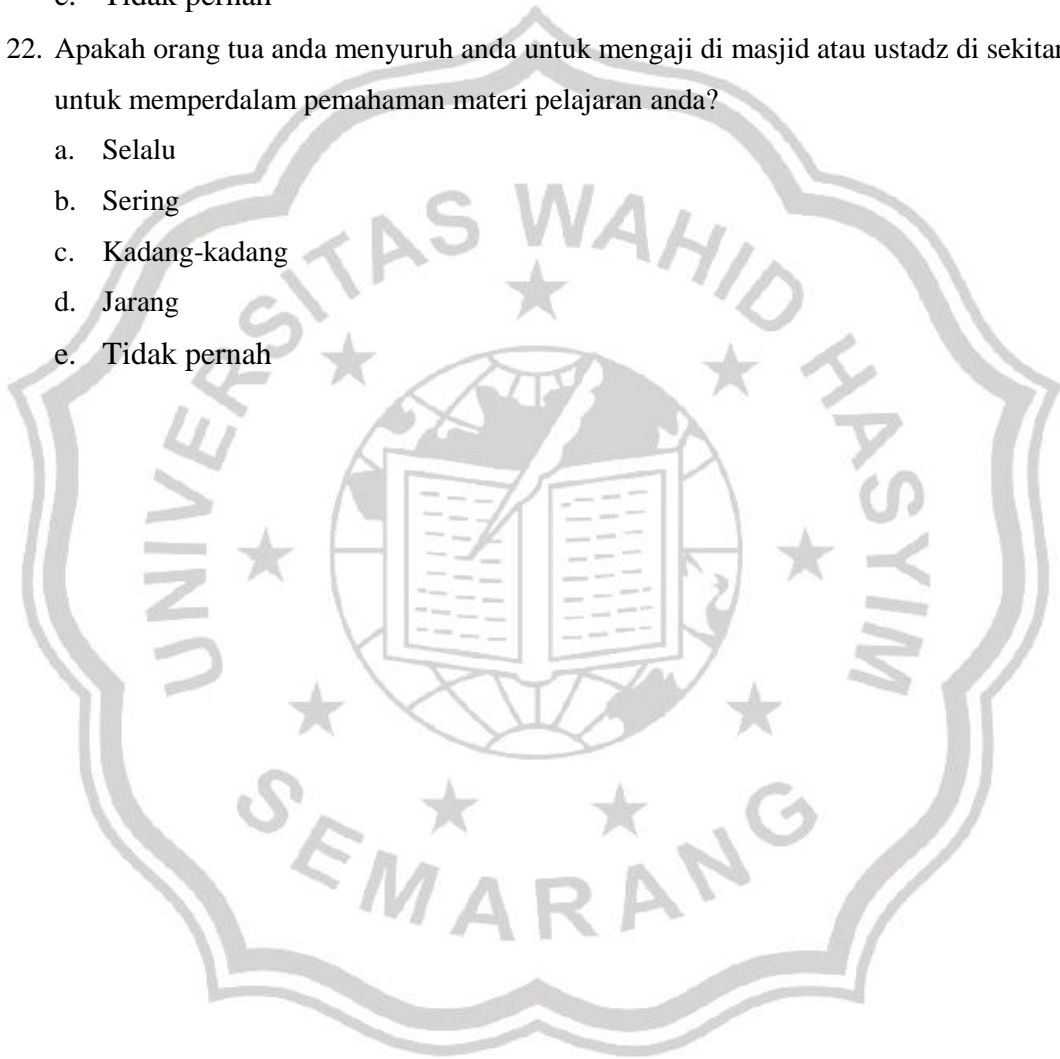 e. Tidak pernah
22. Apakah orang tua anda menyuruh anda untuk mengaji di masjid atau ustadz di sekitar
untuk memperdalam pemahaman materi pelajaran anda?
a. Selalu
b. Sering
c. Kadang-kadang
d. Jarang
e. Tidak pernah
UNIVERSITAS WAHID HASYIM
SEMARANG